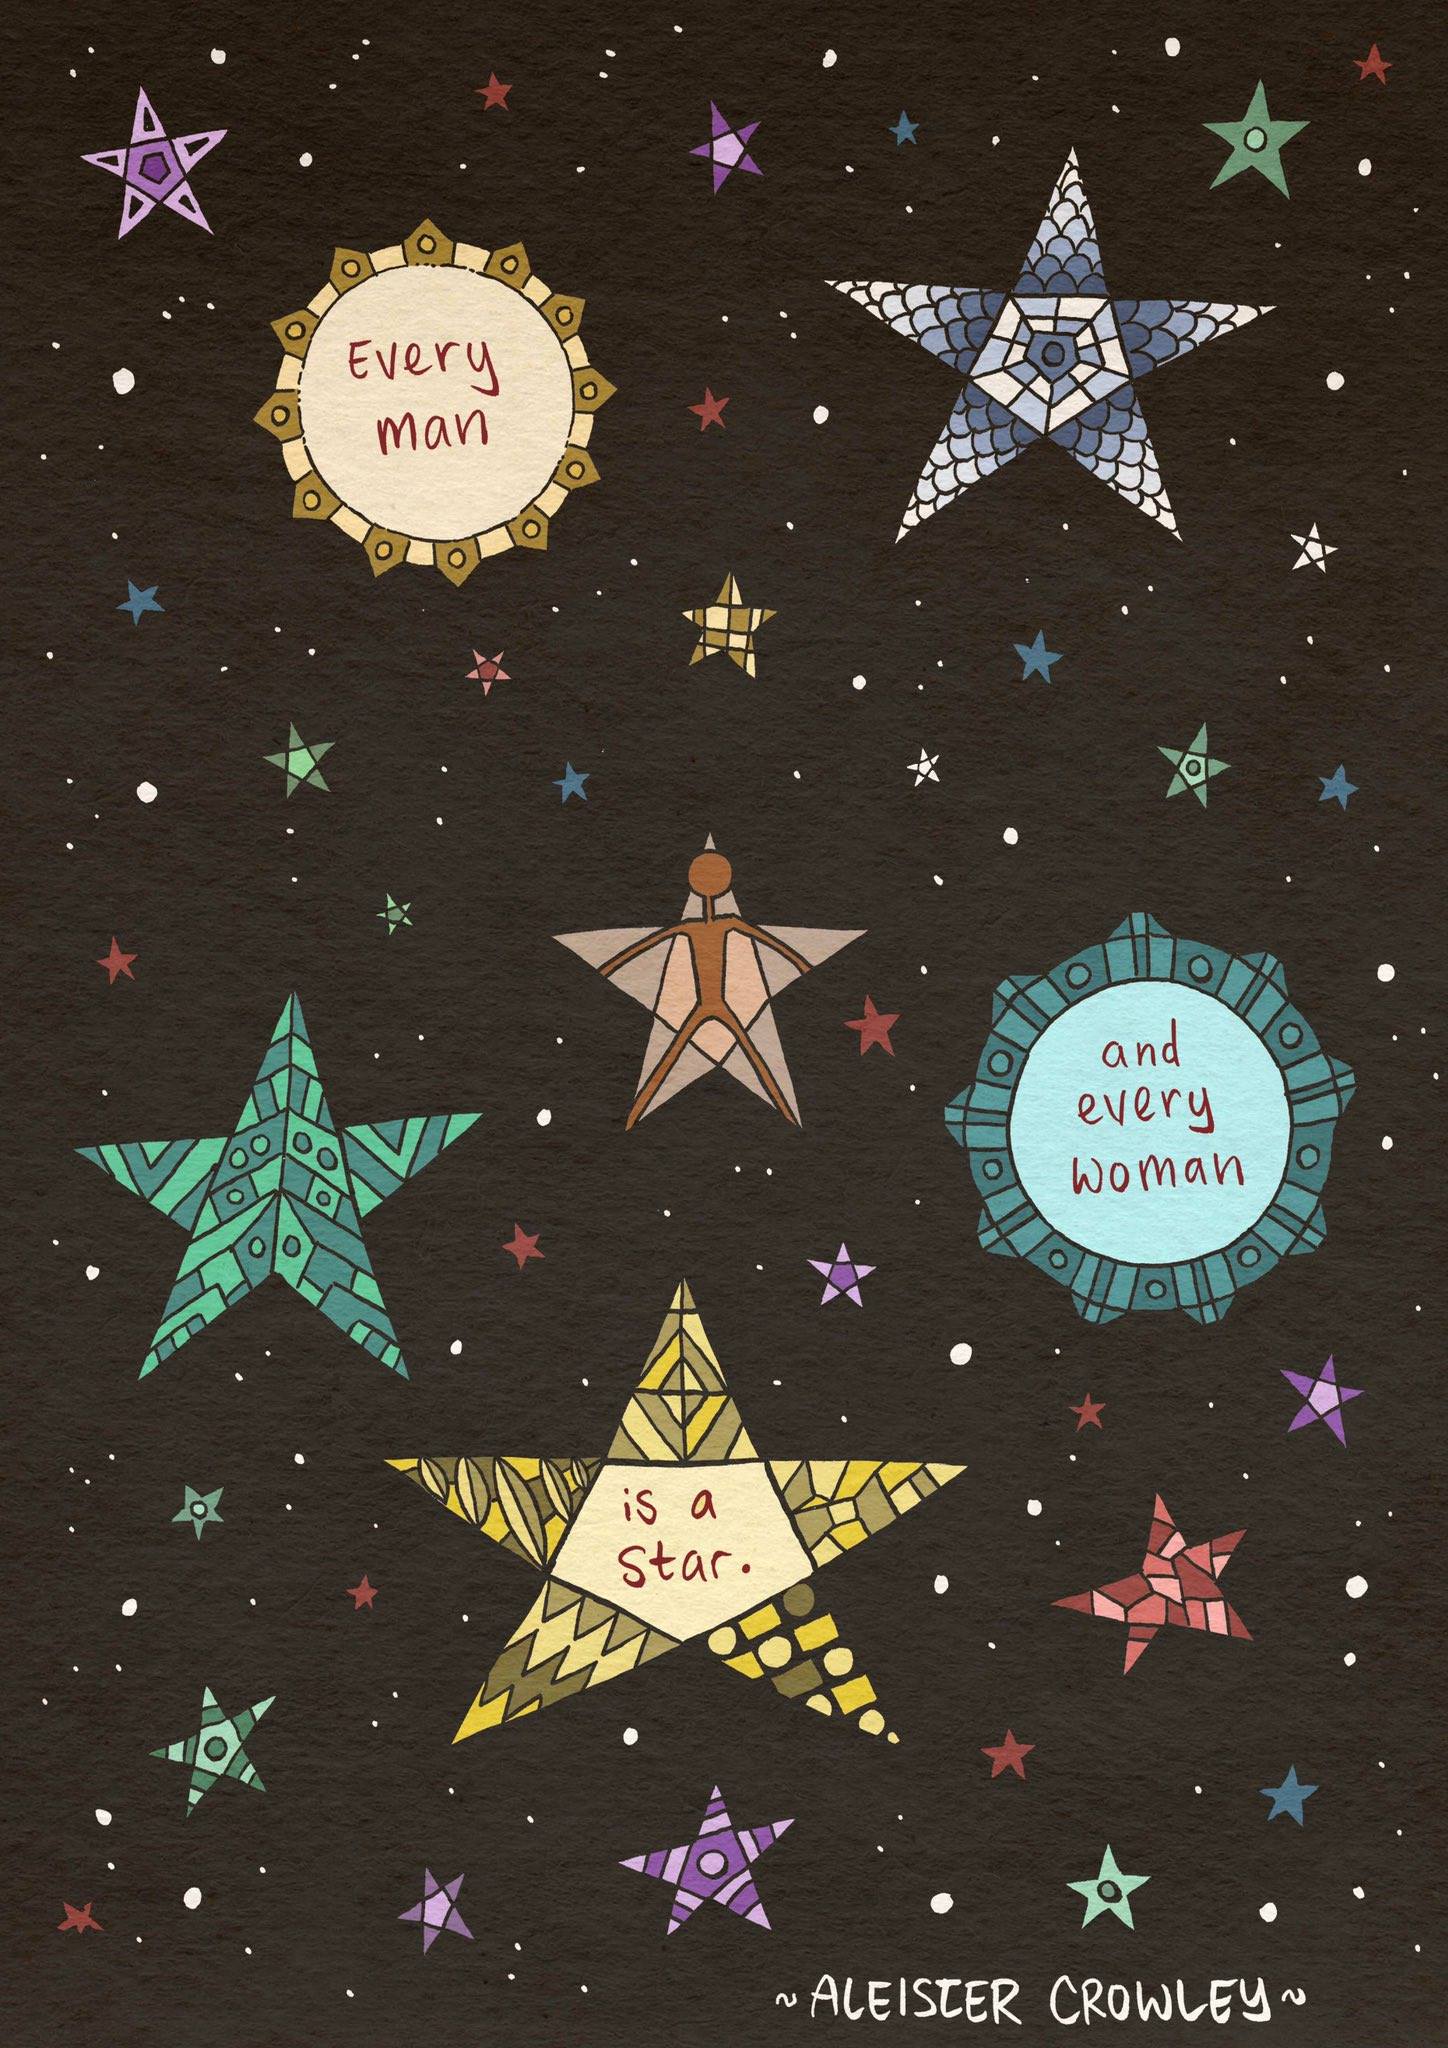 Every
man
and
every
woman
is a
star.
~ALEISTER CROWLEY~